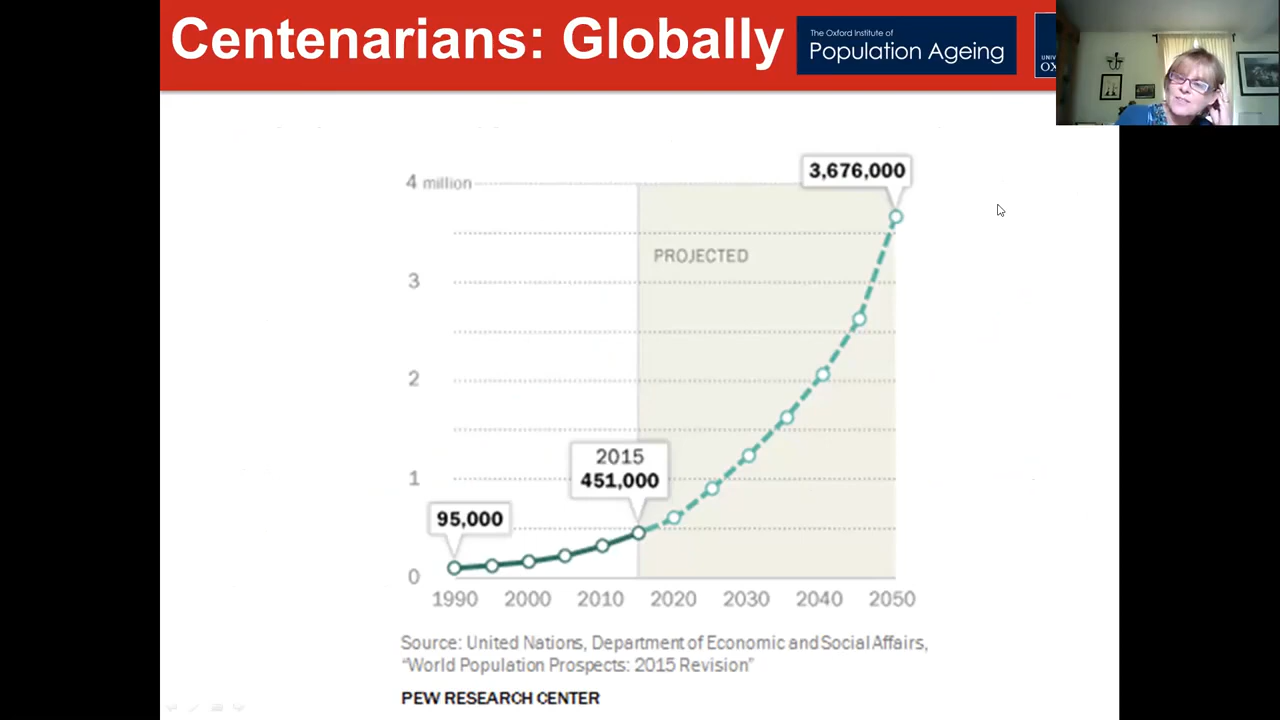 Centenarians: Globally
The Oxford Institute of
Population Ageing
UNIV
3,676,000
4 million
PROJECTED
3
2
2015
451,000
1
95,000
0
1990 2000 2010 2020 2030 2040 2050
Source: United Nations, Department of Economic and Social Affairs,
“World Population Prospects: 2015 Revision”
PEW RESEARCH CENTER